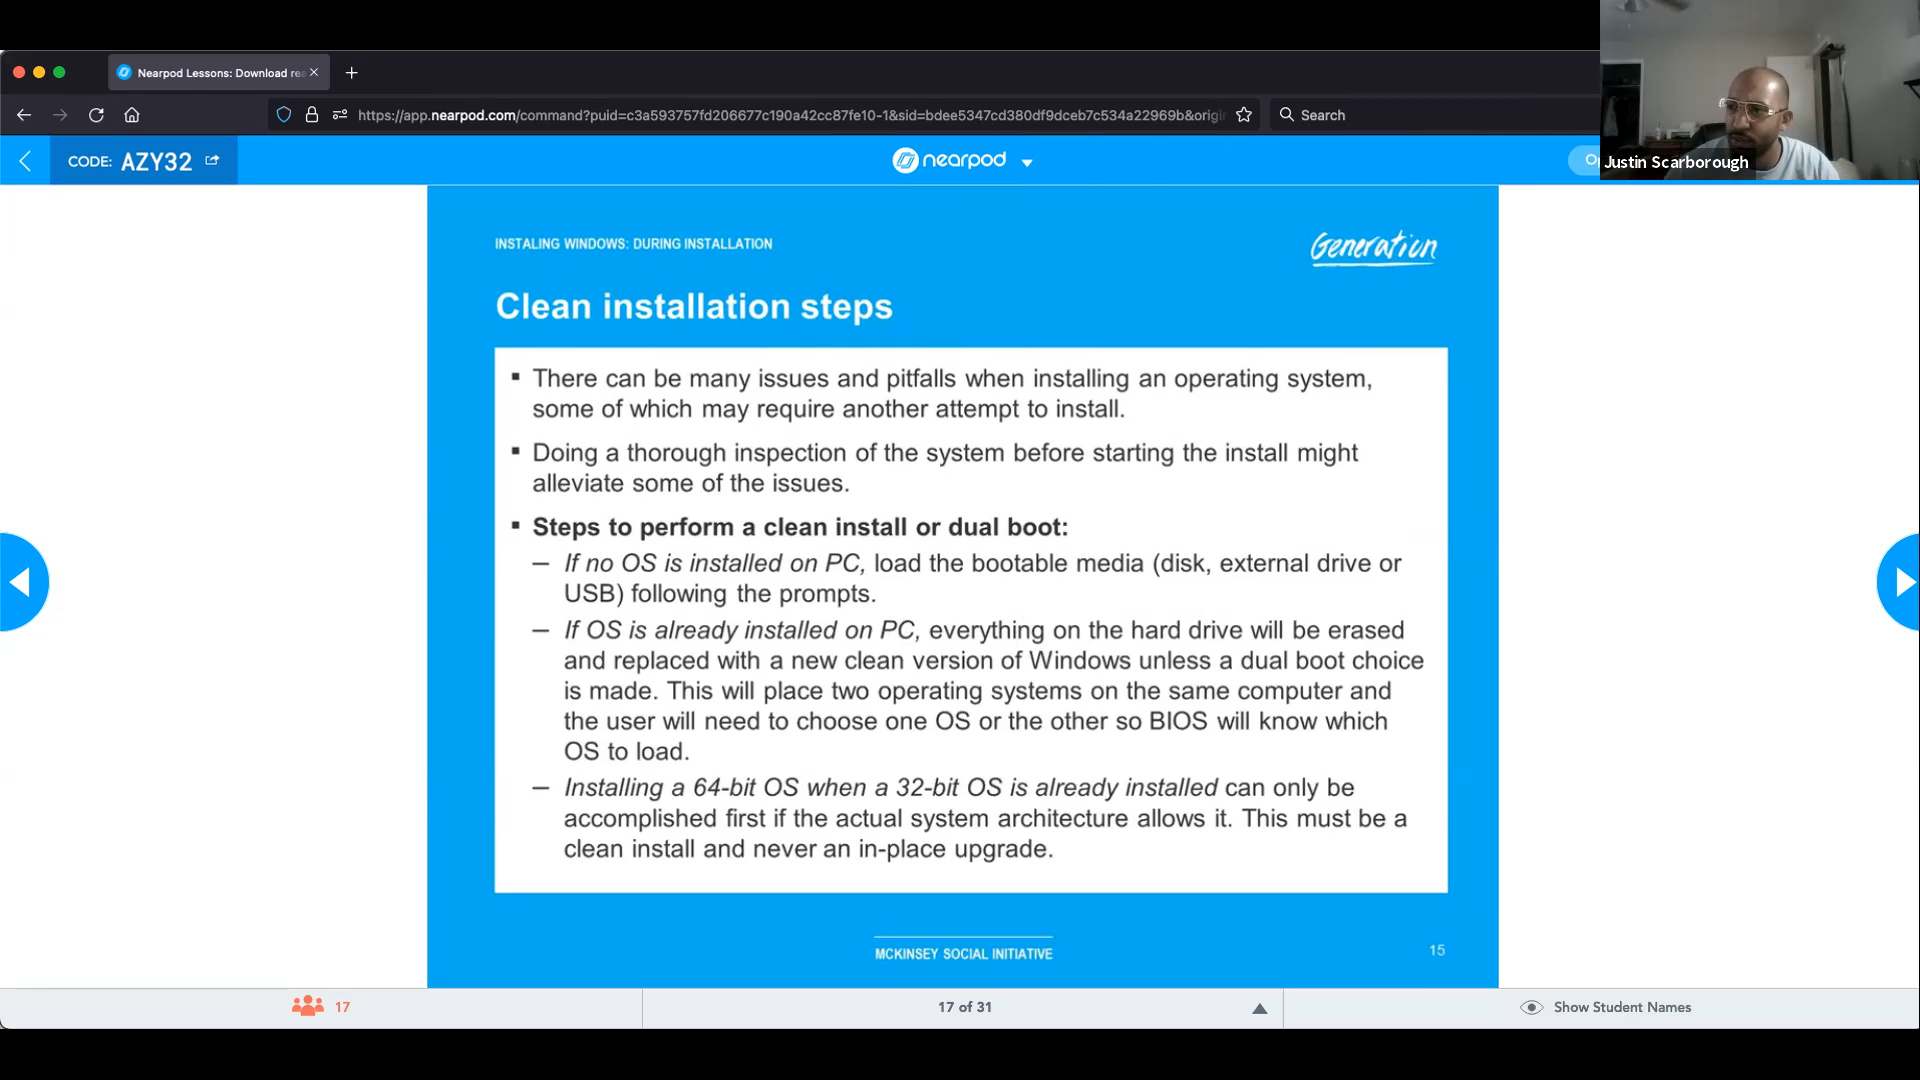 Nearpod Lessons: Download rea
https://app.nearpod.com/command?puid=c3a593757fd206677c190a42cc87fe10-1&sid=bdee5347cd380df9dceb7c534a22969b&origi
Search
CODE: AZY32
nearpod
Justin Scarborough
INSTALING WINDOWS: DURING INSTALLATION
Generation
Clean installation steps
▪ There can be many issues and pitfalls when installing an operating system,
some of which may require another attempt to install.
▪ Doing a thorough inspection of the system before starting the install might
alleviate some of the issues.
▪ Steps to perform a clean install or dual boot:
– If no OS is installed on PC, load the bootable media (disk, external drive or
USB) following the prompts.
– If OS is already installed on PC, everything on the hard drive will be erased
and replaced with a new clean version of Windows unless a dual boot choice
is made. This will place two operating systems on the same computer and
the user will need to choose one OS or the other so BIOS will know which
OS to load.
– Installing a 64-bit OS when a 32-bit OS is already installed can only be
accomplished first if the actual system architecture allows it. This must be a
clean install and never an in-place upgrade.
MCKINSEY SOCIAL INITIATIVE
15
17
17 of 31
Show Student Names